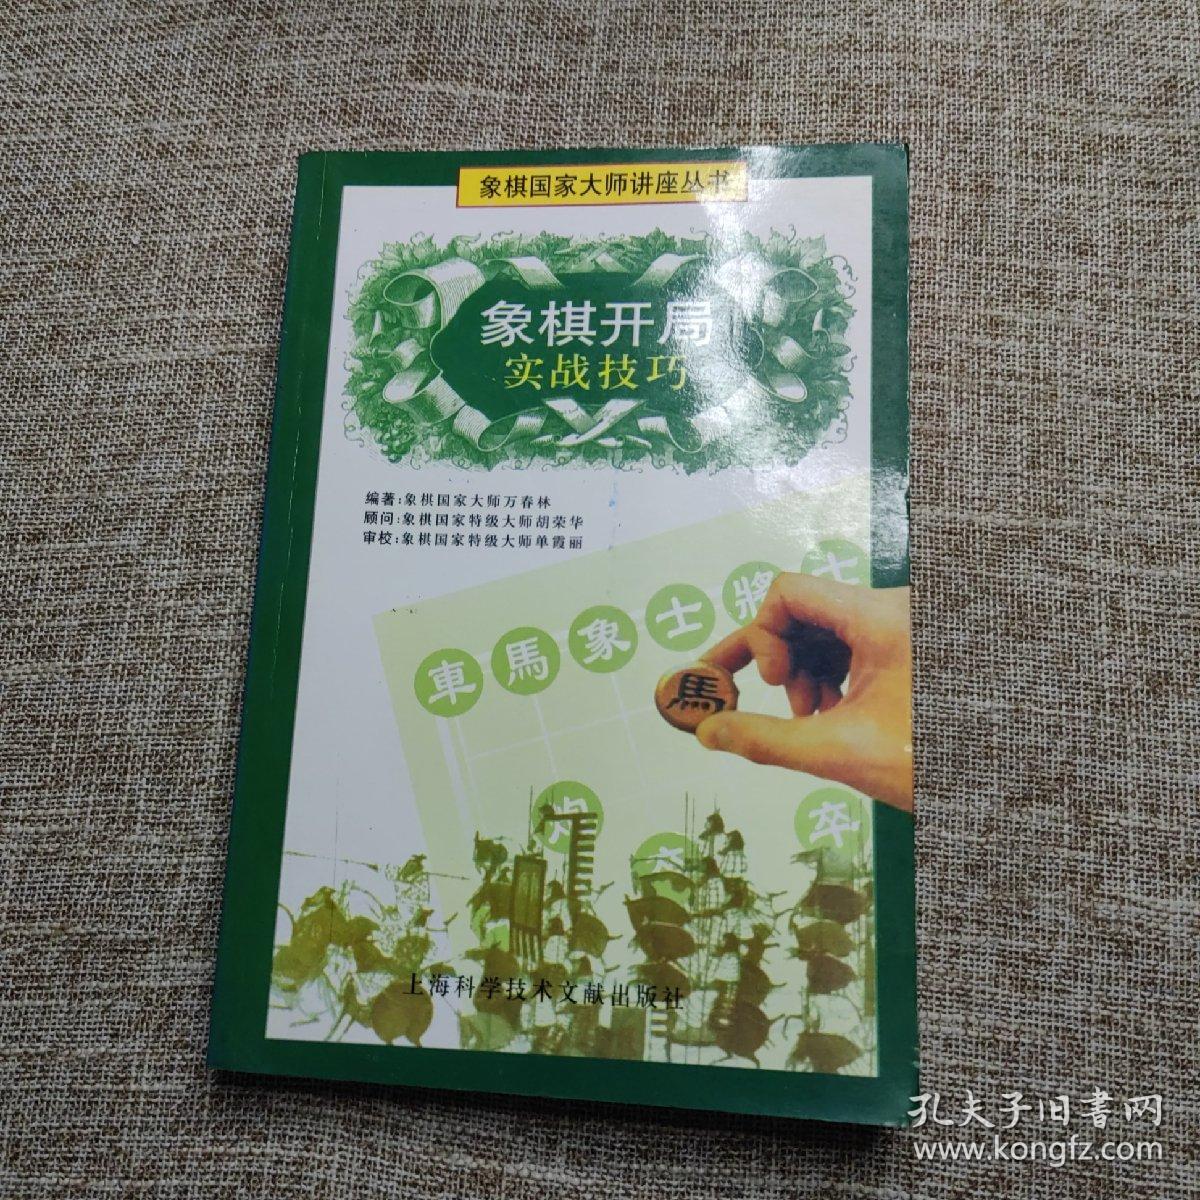 象棋国家大师讲座丛书
象棋开局
实战技巧
编著:象棋国家大师万春林
顾问:象棋国家特级大师胡荣华
审校:象棋国家特级大师单霞丽
車 馬 象 士 將 士
馬
炮 卒 卒
上海科学技术文献出版社
孔夫子旧書网
www.kongfz.com